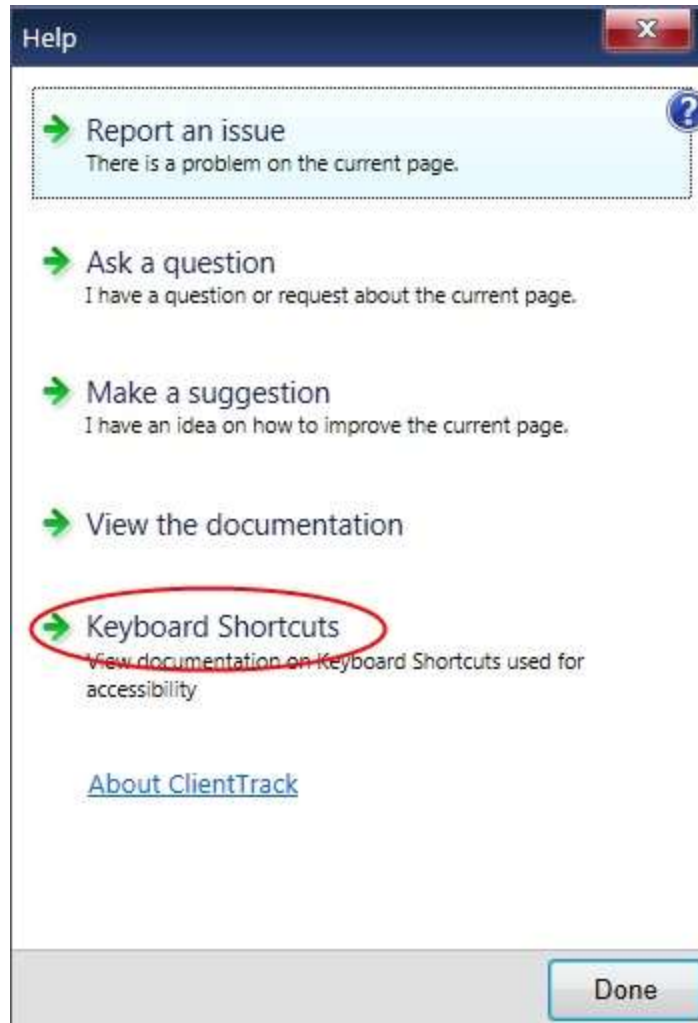 Help
x
?
Report an issue
There is a problem on the current page.
Ask a question
I have a question or request about the current page.
Make a suggestion
I have an idea on how to improve the current page.
View the documentation
Keyboard Shortcuts
View documentation on Keyboard Shortcuts used for
accessibility
About ClientTrack
Done